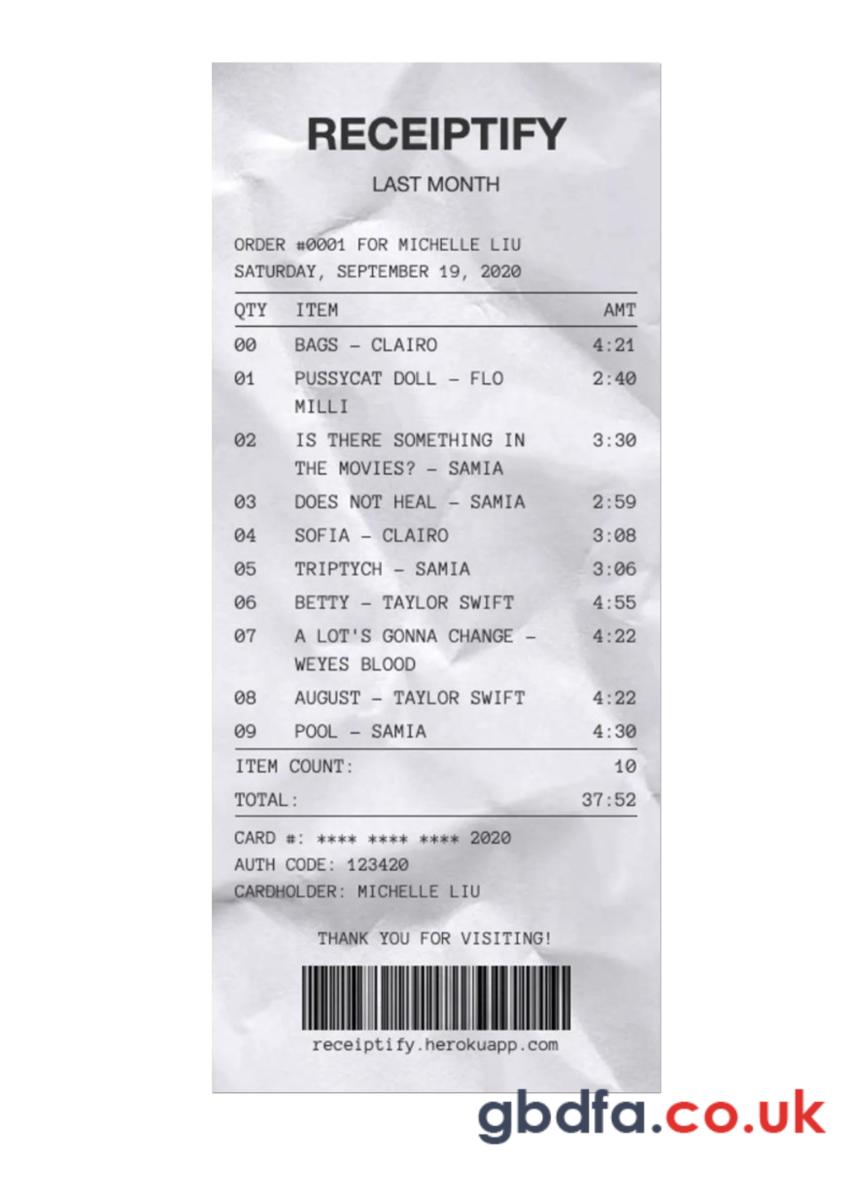 RECEIPTIFY
LAST MONTH
ORDER #0001 FOR MICHELLE LIU
SATURDAY, SEPTEMBER 19, 2020
QTY ITEM AMT
00 BAGS – CLAIRO 4:21
01 PUSSYCAT DOLL – FLO 2:40
MILLI
02 IS THERE SOMETHING IN 3:30
THE MOVIES? – SAMIA
03 DOES NOT HEAL – SAMIA 2:59
04 SOFIA – CLAIRO 3:08
05 TRIPTYCH – SAMIA 3:06
06 BETTY – TAYLOR SWIFT 4:55
07 A LOT'S GONNA CHANGE – 4:22
WEYES BLOOD
08 AUGUST – TAYLOR SWIFT 4:22
09 POOL – SAMIA 4:30
ITEM COUNT: 10
TOTAL: 37:52
CARD #: **** **** **** 2020
AUTH CODE: 123420
CARDHOLDER: MICHELLE LIU
THANK YOU FOR VISITING!
receiptify.herokuapp.com
gbdfa.co.uk